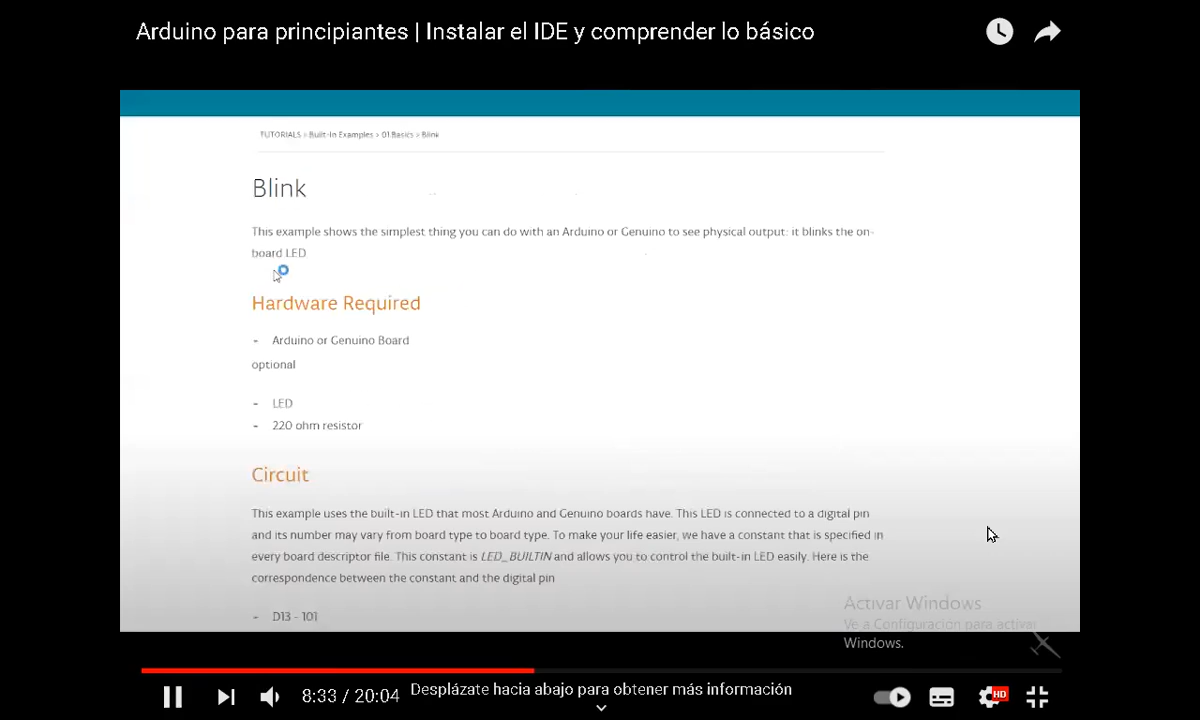 Arduino para principiantes | Instalar el IDE y comprender lo básico
TUTORIALS > Built-In Examples > 01.Basics > Blink
Blink
This example shows the simplest thing you can do with an Arduino or Genuino to see physical output: it blinks the on-
board LED
Hardware Required
- Arduino or Genuino Board
optional
- LED
- 220 ohm resistor
Circuit
This example uses the built-in LED that most Arduino and Genuino boards have. This LED is connected to a digital pin
and its number may vary from board type to board type. To make your life easier, we have a constant that is specified in
every board descriptor file. This constant is LED_BUILTIN and allows you to control the built-in LED easily. Here is the
correspondence between the constant and the digital pin
- D13 - 101
Activar Windows
Ve a Configuración para activar
Windows.
8:33 / 20:04
Desplázate hacia abajo para obtener más información
HD